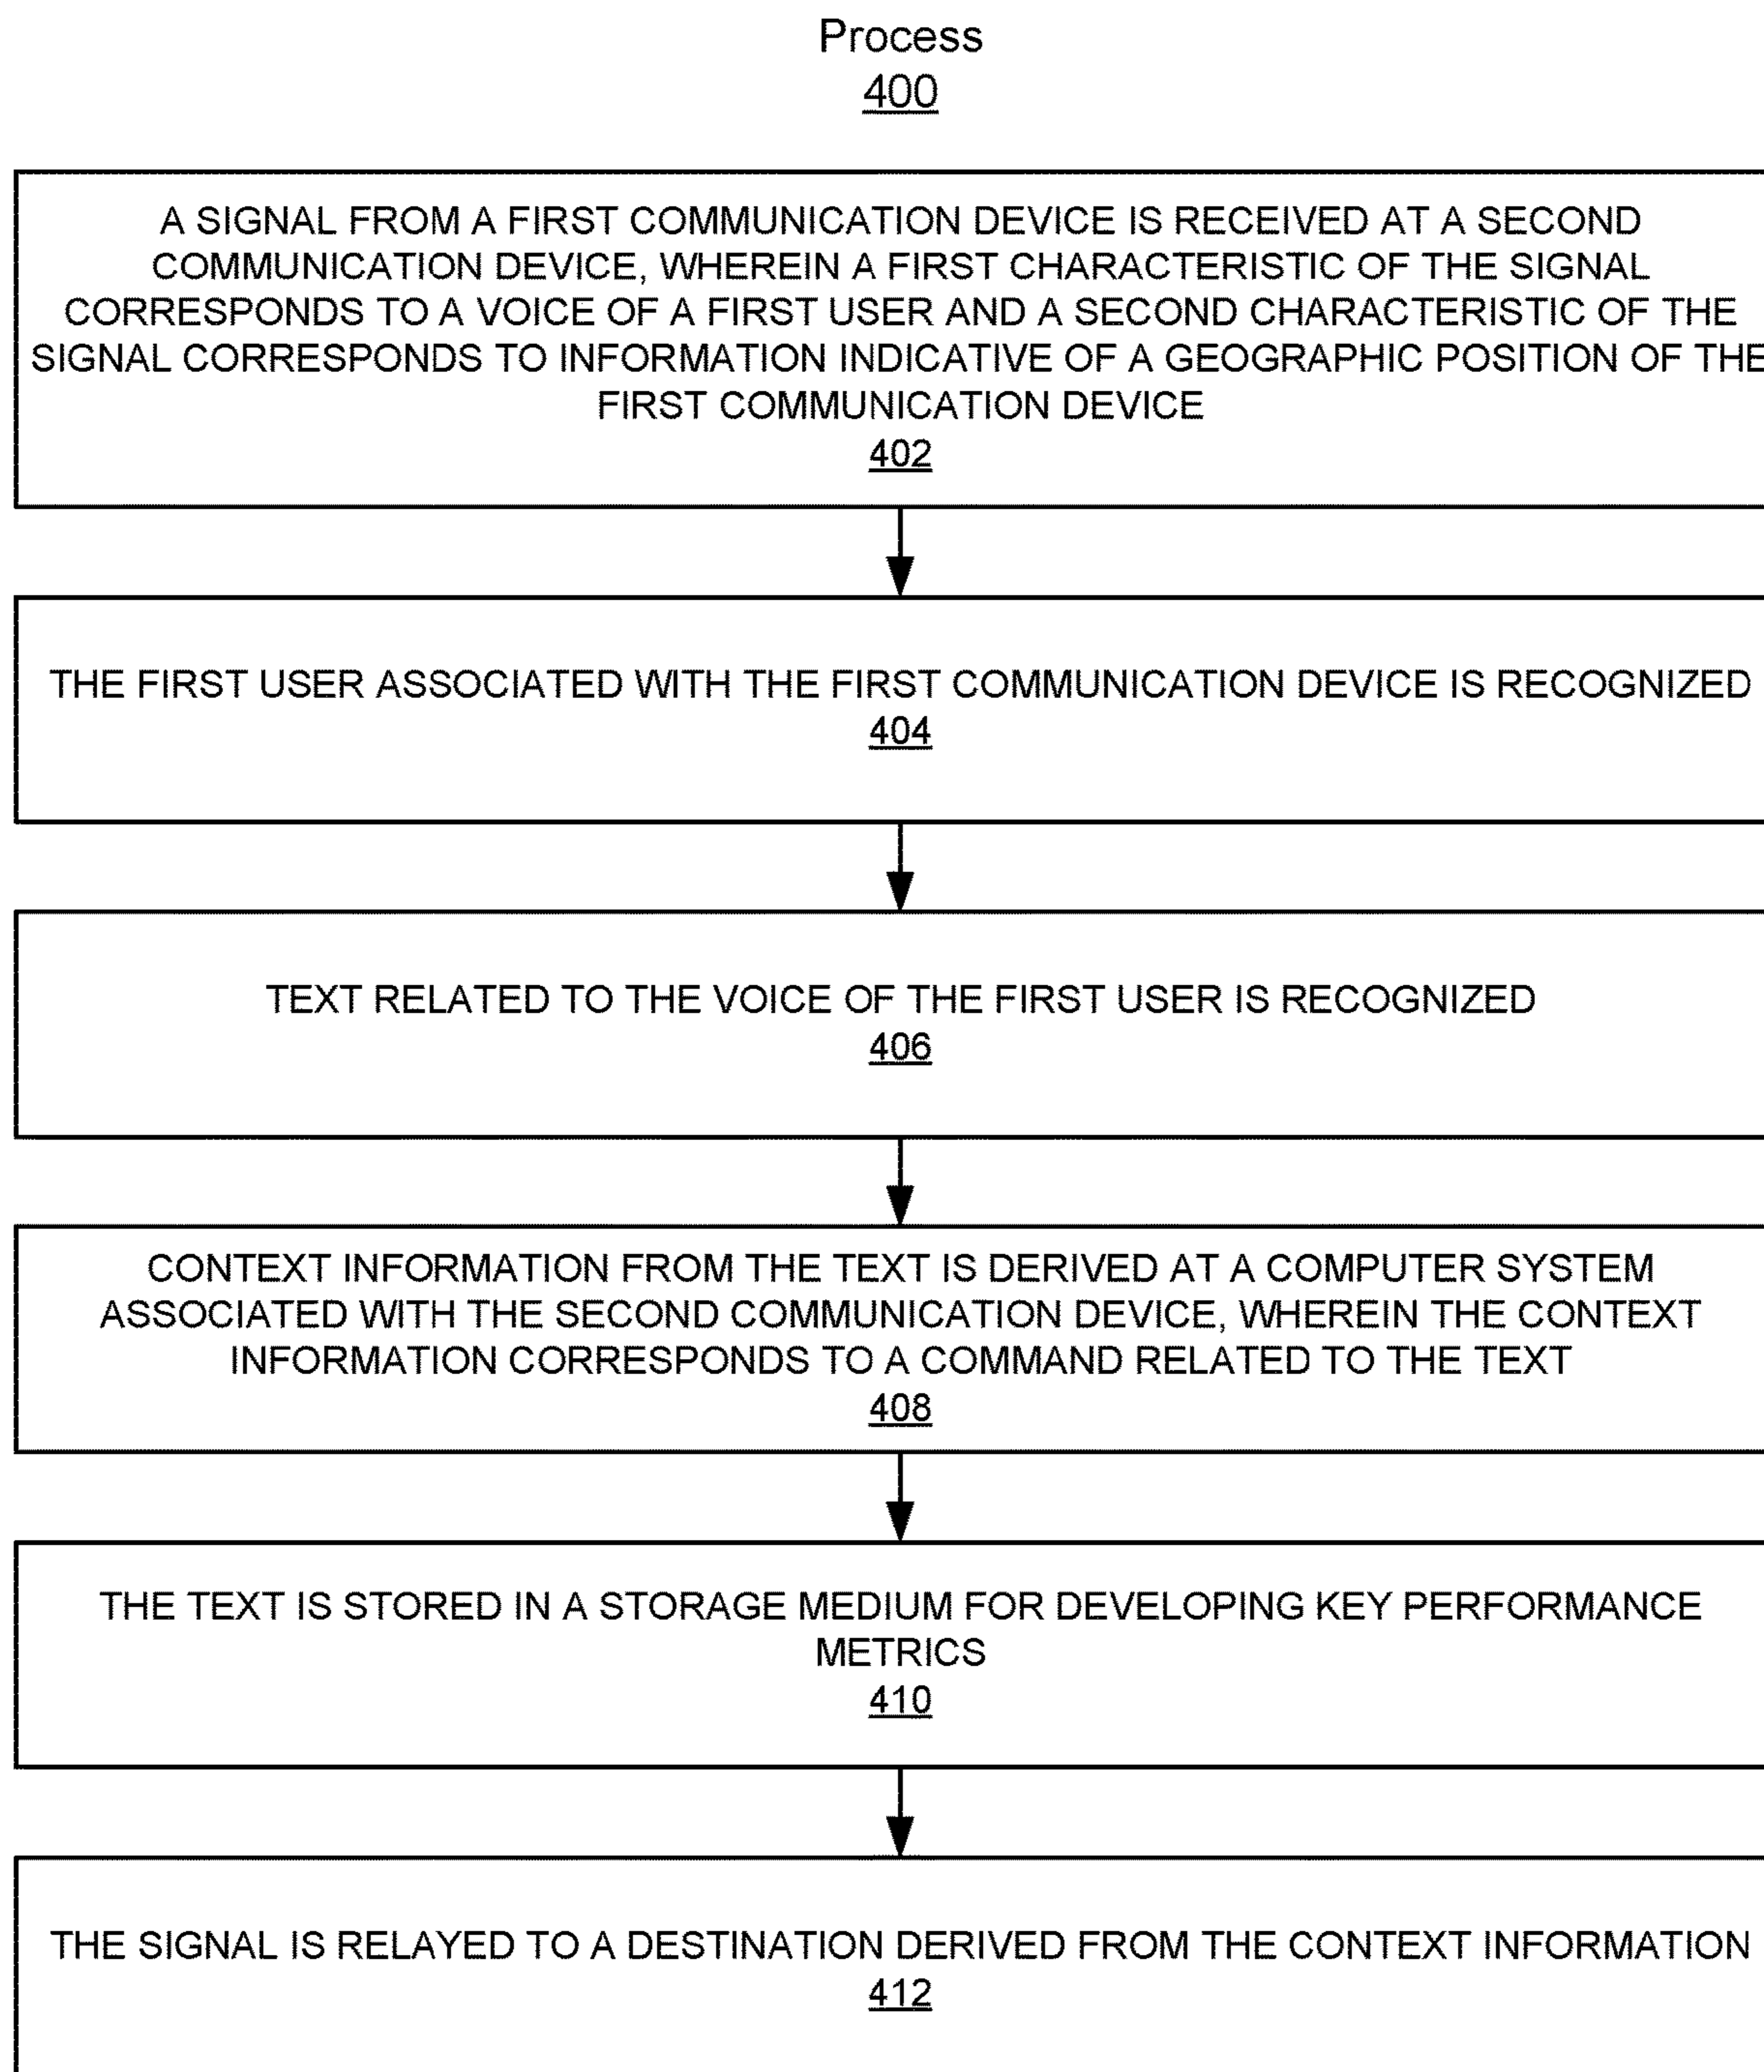 Process
400
A SIGNAL FROM A FIRST COMMUNICATION DEVICE IS RECEIVED AT A SECOND
COMMUNICATION DEVICE, WHEREIN A FIRST CHARACTERISTIC OF THE SIGNAL
CORRESPONDS TO A VOICE OF A FIRST USER AND A SECOND CHARACTERISTIC OF THE
SIGNAL CORRESPONDS TO INFORMATION INDICATIVE OF A GEOGRAPHIC POSITION OF THE
FIRST COMMUNICATION DEVICE
402
THE FIRST USER ASSOCIATED WITH THE FIRST COMMUNICATION DEVICE IS RECOGNIZED
404
TEXT RELATED TO THE VOICE OF THE FIRST USER IS RECOGNIZED
406
CONTEXT INFORMATION FROM THE TEXT IS DERIVED AT A COMPUTER SYSTEM
ASSOCIATED WITH THE SECOND COMMUNICATION DEVICE, WHEREIN THE CONTEXT
INFORMATION CORRESPONDS TO A COMMAND RELATED TO THE TEXT
408
THE TEXT IS STORED IN A STORAGE MEDIUM FOR DEVELOPING KEY PERFORMANCE
METRICS
410
THE SIGNAL IS RELAYED TO A DESTINATION DERIVED FROM THE CONTEXT INFORMATION
412